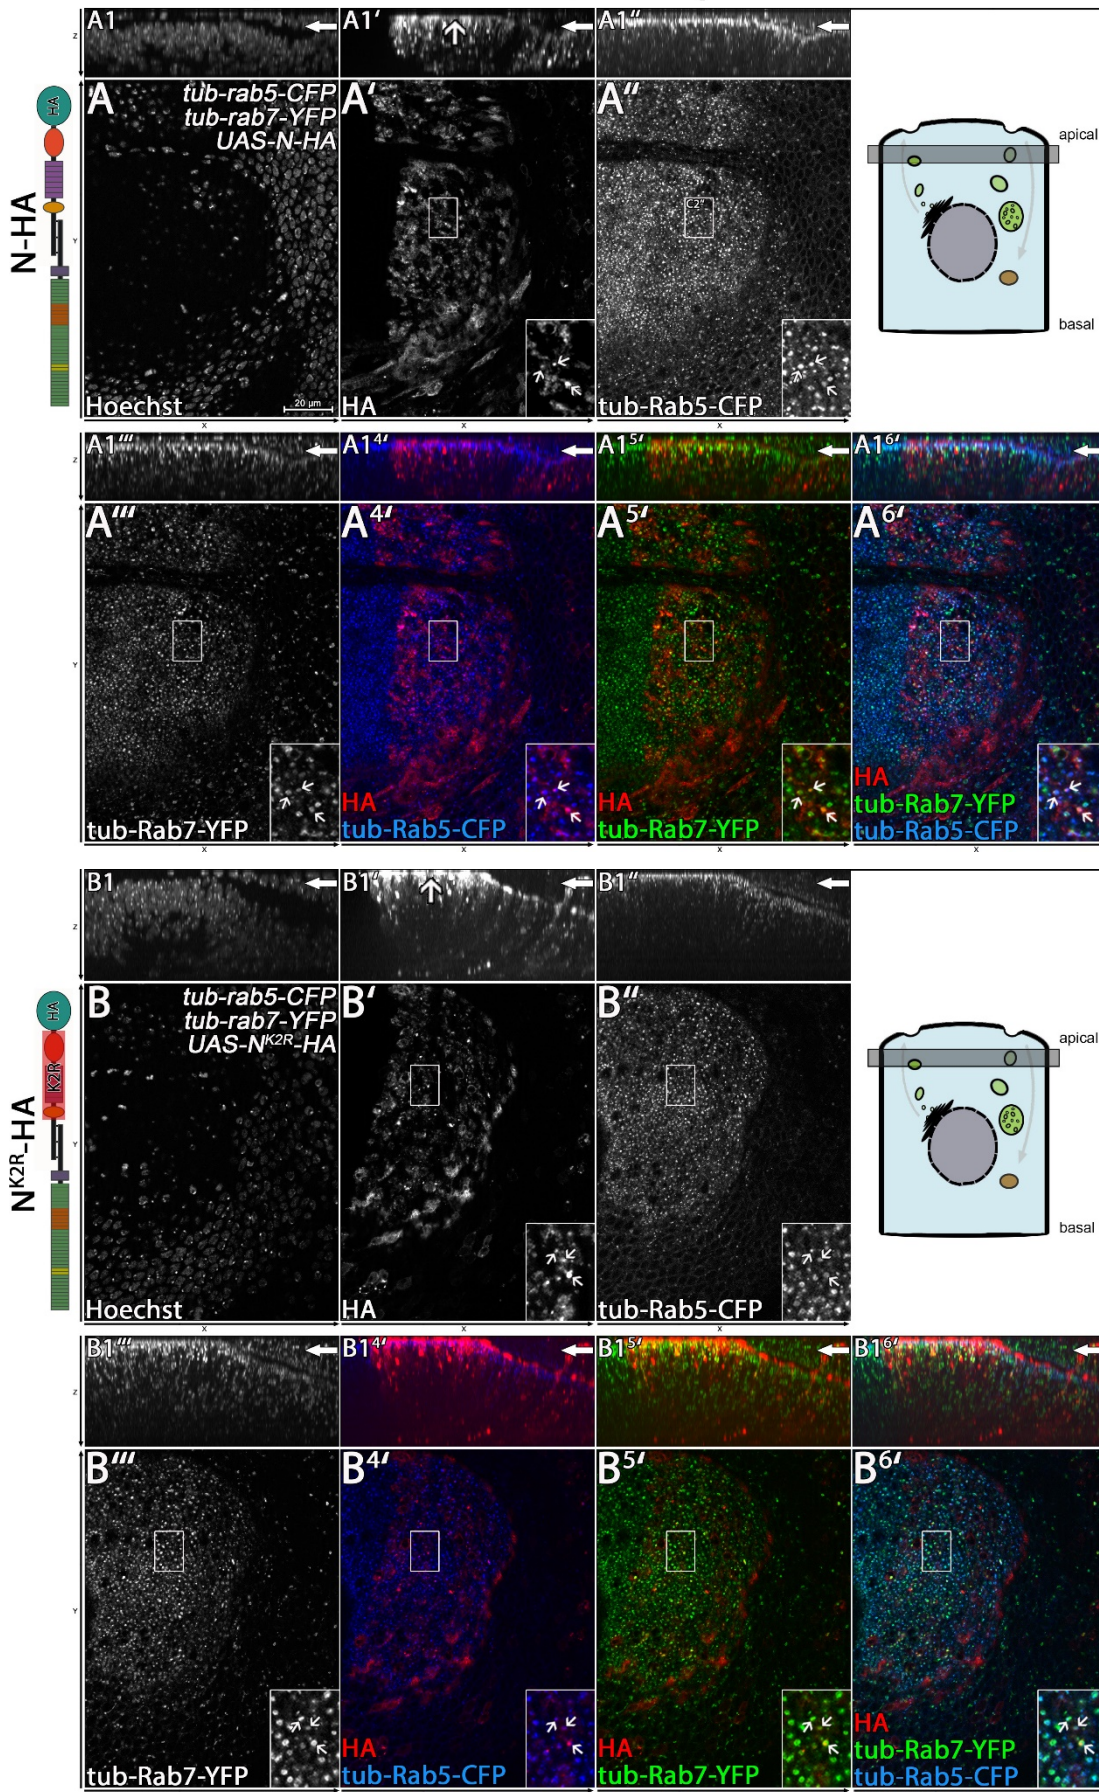 A1
A1′
A1″
Z
HA
N-HA
A
tub-rab5-CFP
tub-rab7-YFP
UAS-N-HA
Y
Hoechst
20 µm
A′
HA
A″
C2″
tub-Rab5-CFP
apical
basal
X
A1‴
A1⁴′
A1⁵′
A1⁶′
Z
A‴
tub-Rab7-YFP
Y
A⁴′
HA
tub-Rab5-CFP
A⁵′
HA
tub-Rab7-YFP
A⁶′
HA
tub-Rab7-YFP
tub-Rab5-CFP
X
X
X
B1
B1′
B1″
Z
HA
K2R
Nᴷ²ᴿ-HA
B
tub-rab5-CFP
tub-rab7-YFP
UAS-Nᴷ²ᴿ-HA
Y
Hoechst
B′
HA
B″
tub-Rab5-CFP
apical
basal
X
X
B1‴
B1⁴′
B1⁵′
B1⁶′
Z
B‴
tub-Rab7-YFP
Y
B⁴′
HA
tub-Rab5-CFP
B⁵′
HA
tub-Rab7-YFP
B⁶′
HA
tub-Rab7-YFP
tub-Rab5-CFP